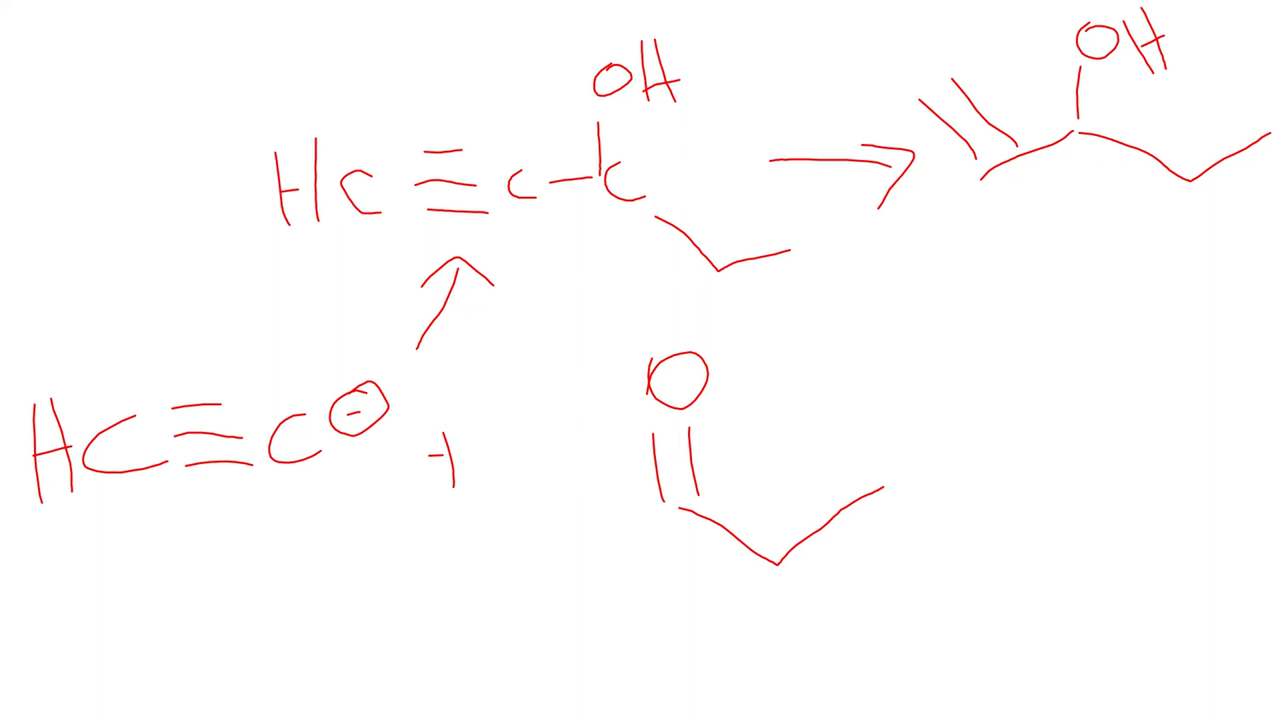 OH
OH
HC≡C-C
HC≡C⊖ +
O